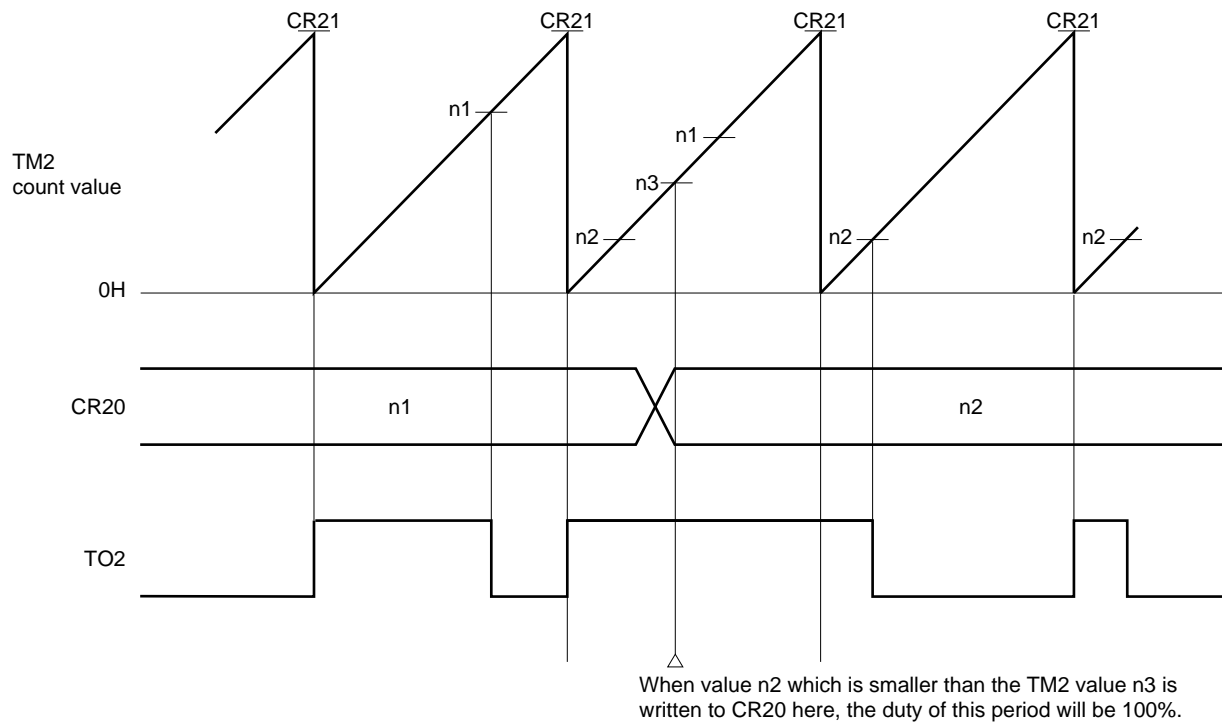 CR21
CR21
CR21
CR21
n1
n1
n3
n2
n2
n2
TM2
count value
0H
CR20
n1
n2
TO2
When value n2 which is smaller than the TM2 value n3 is
written to CR20 here, the duty of this period will be 100%.